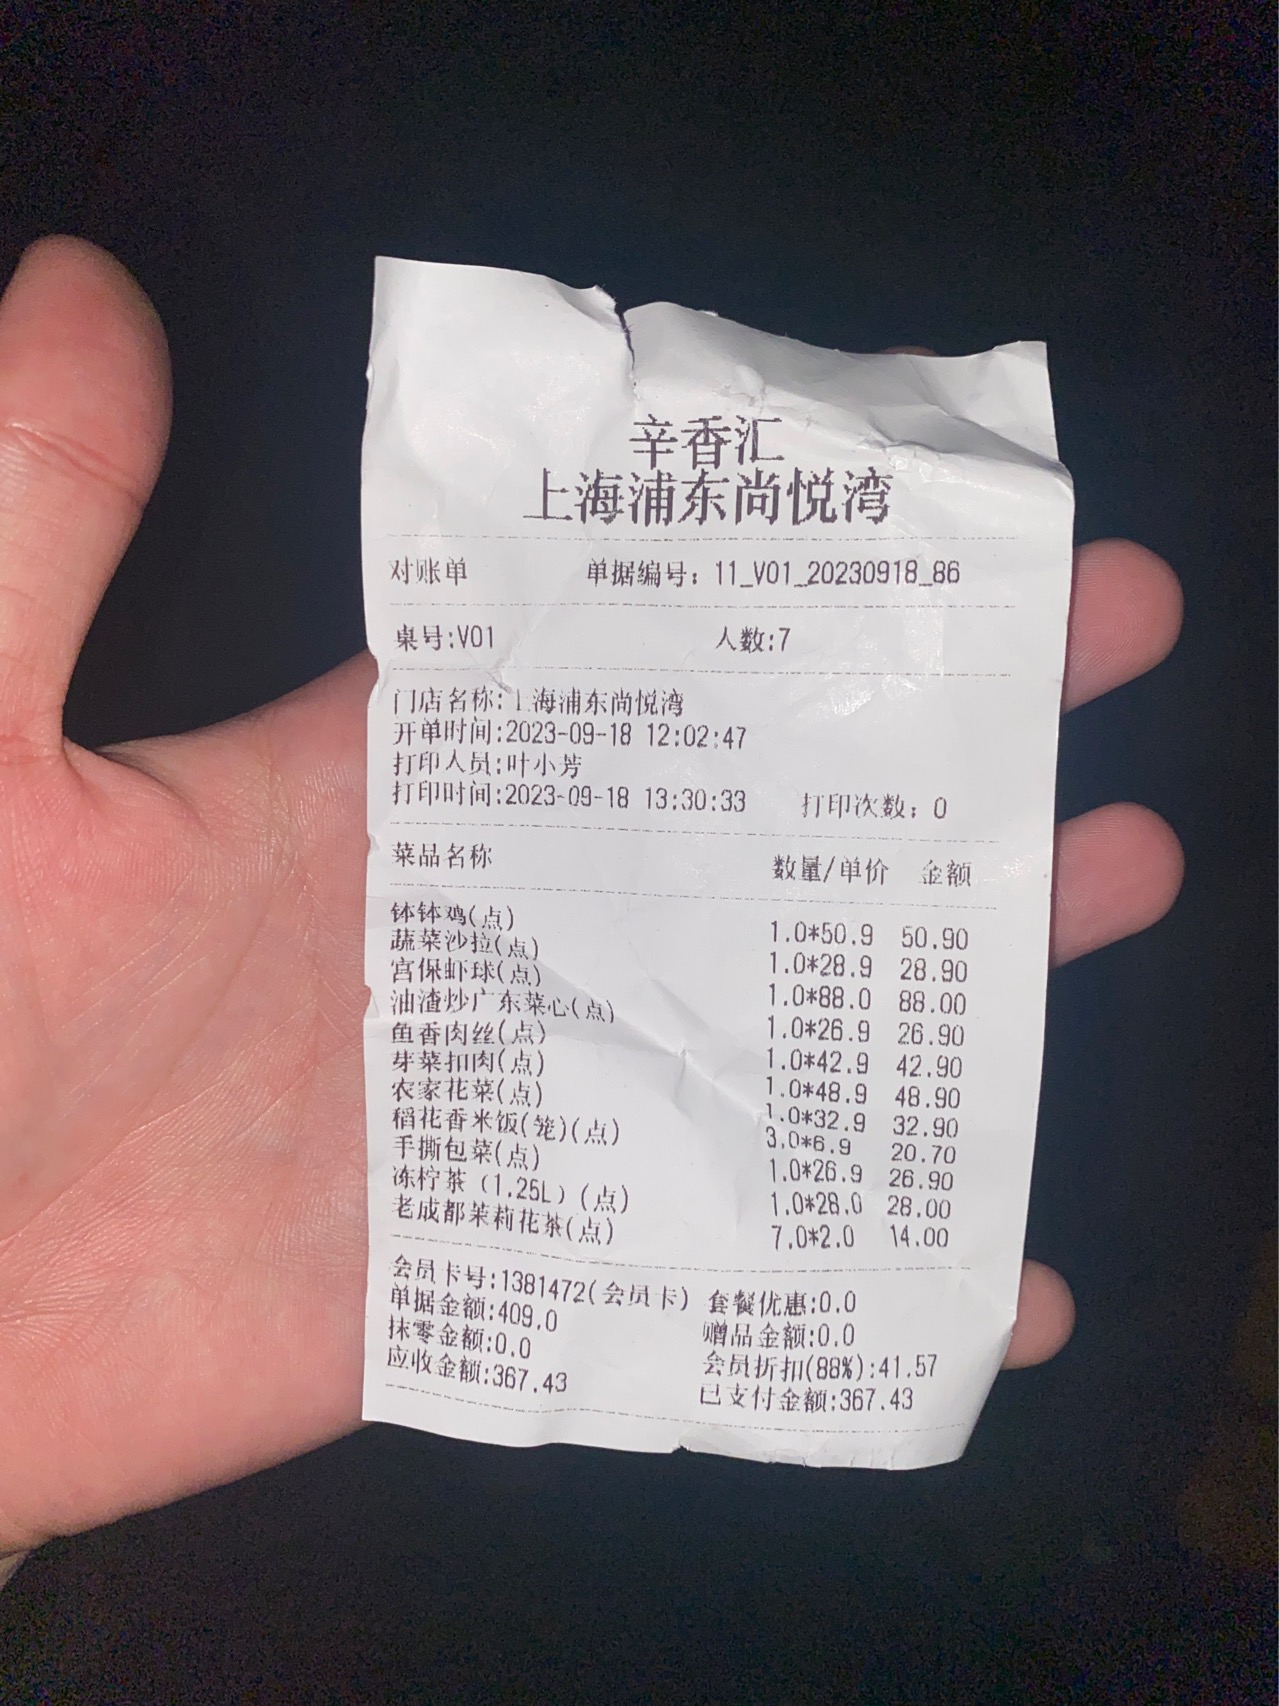 辛香汇
上海浦东尚悦湾
对账单 单据编号：11_V01_20230918_86
桌号:V01 人数:7
门店名称:上海浦东尚悦湾
开单时间:2023-09-18 12:02:47
打印人员:叶小芳
打印时间:2023-09-18 13:30:33 打印次数：0
菜品名称 数量/单价 金额
钵钵鸡(点) 1.0*50.9 50.90
蔬菜沙拉(点) 1.0*28.9 28.90
宫保虾球(点) 1.0*88.0 88.00
油渣炒广东菜心(点) 1.0*26.9 26.90
鱼香肉丝(点) 1.0*42.9 42.90
芽菜扣肉(点) 1.0*48.9 48.90
农家花菜(点) 1.0*32.9 32.90
稻花香米饭(笼)(点) 3.0*6.9 20.70
手撕包菜(点) 1.0*26.9 26.90
冻柠茶（1.25L）(点) 1.0*28.0 28.00
老成都茉莉花茶(点) 7.0*2.0 14.00
会员卡号:1381472(会员卡) 套餐优惠:0.0
单据金额:409.0 赠品金额:0.0
抹零金额:0.0 会员折扣(88%):41.57
应收金额:367.43 已支付金额:367.43